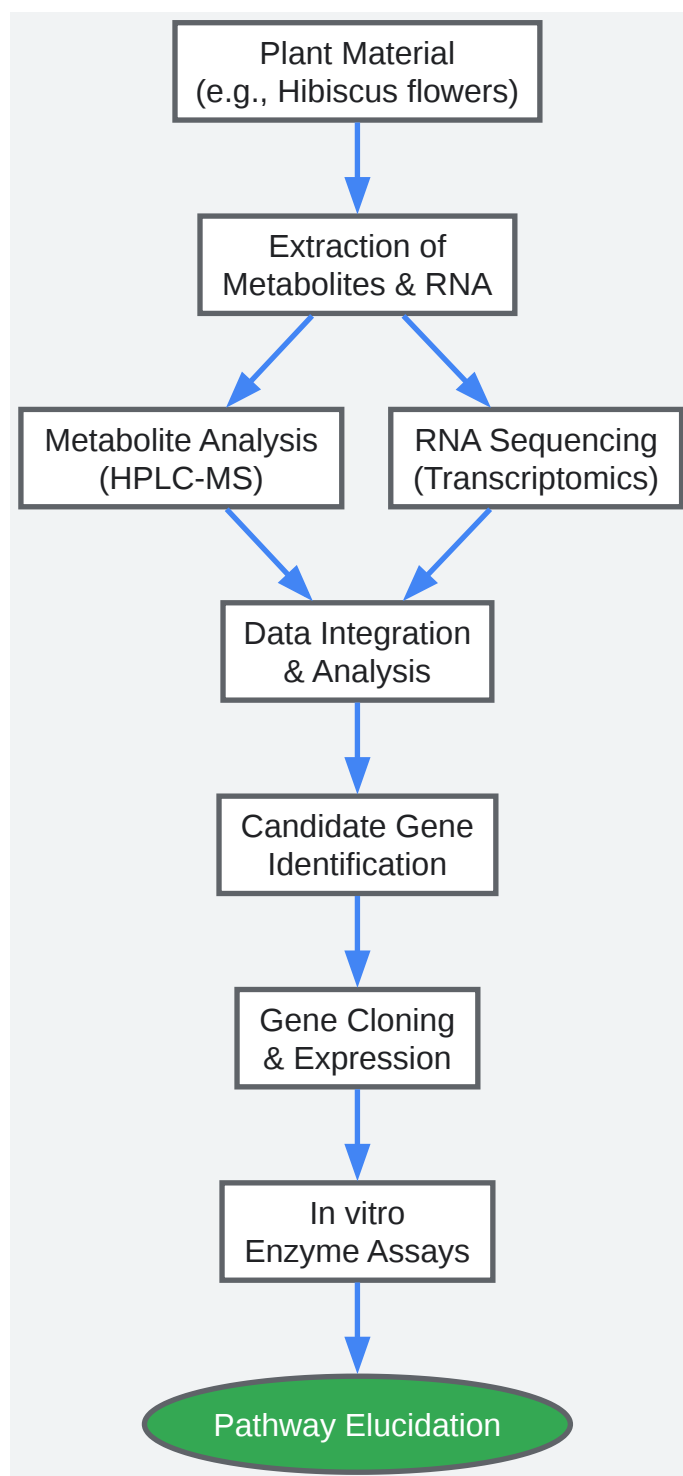 Plant Material
(e.g., Hibiscus flowers)
Extraction of
Metabolites & RNA
Metabolite Analysis
(HPLC-MS)
RNA Sequencing
(Transcriptomics)
Data Integration
& Analysis
Candidate Gene
Identification
Gene Cloning
& Expression
In vitro
Enzyme Assays
Pathway Elucidation